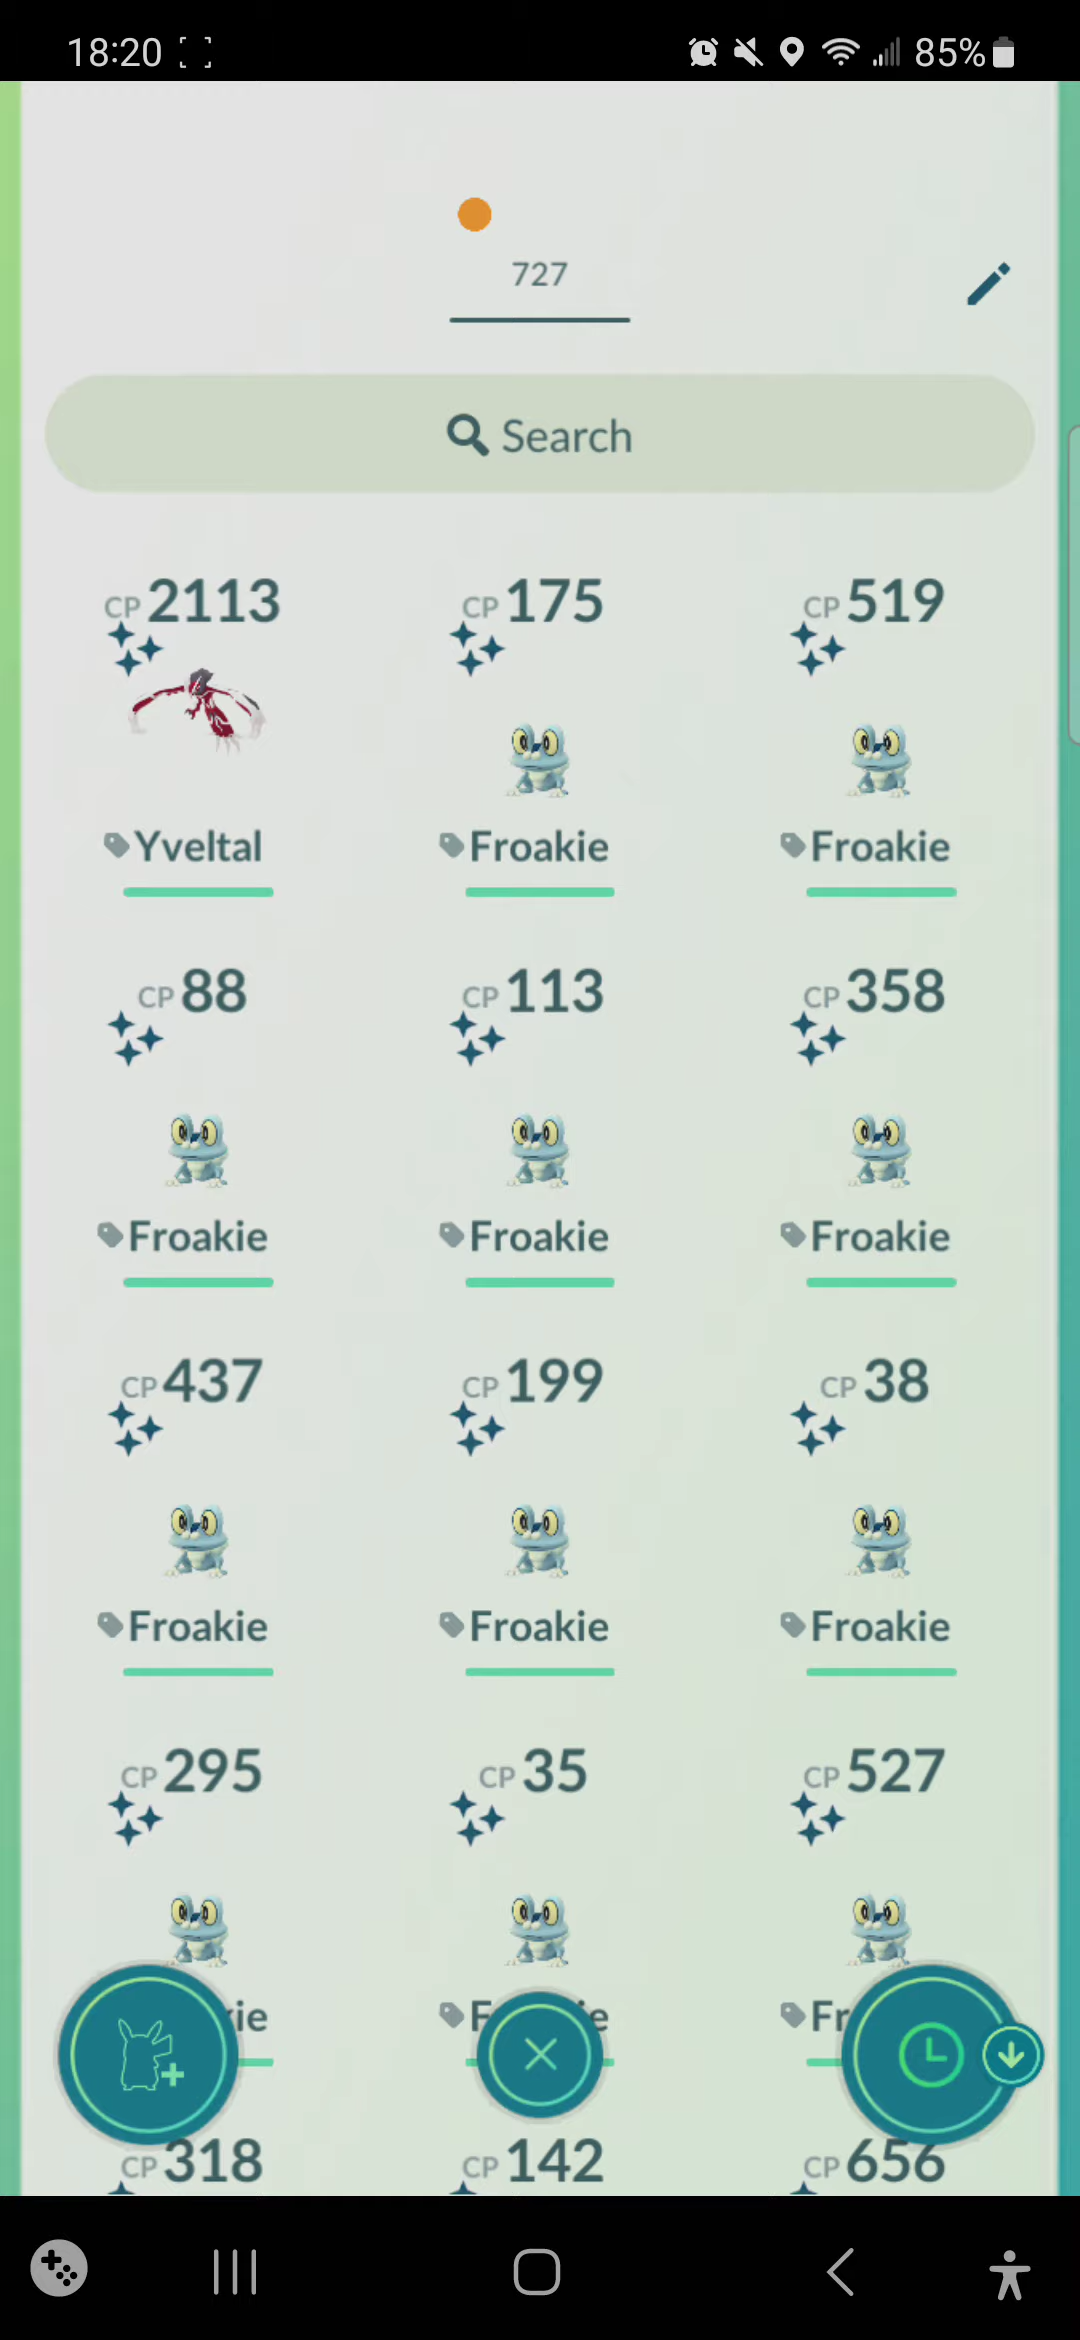 18:20 85%
727
Search
CP 2113 CP 175 CP 519
Yveltal Froakie Froakie
CP 88 CP 113 CP 358
Froakie Froakie Froakie
CP 437 CP 199 CP 38
Froakie Froakie Froakie
CP 295 CP 35 CP 527
CP 318 CP 142 CP 656